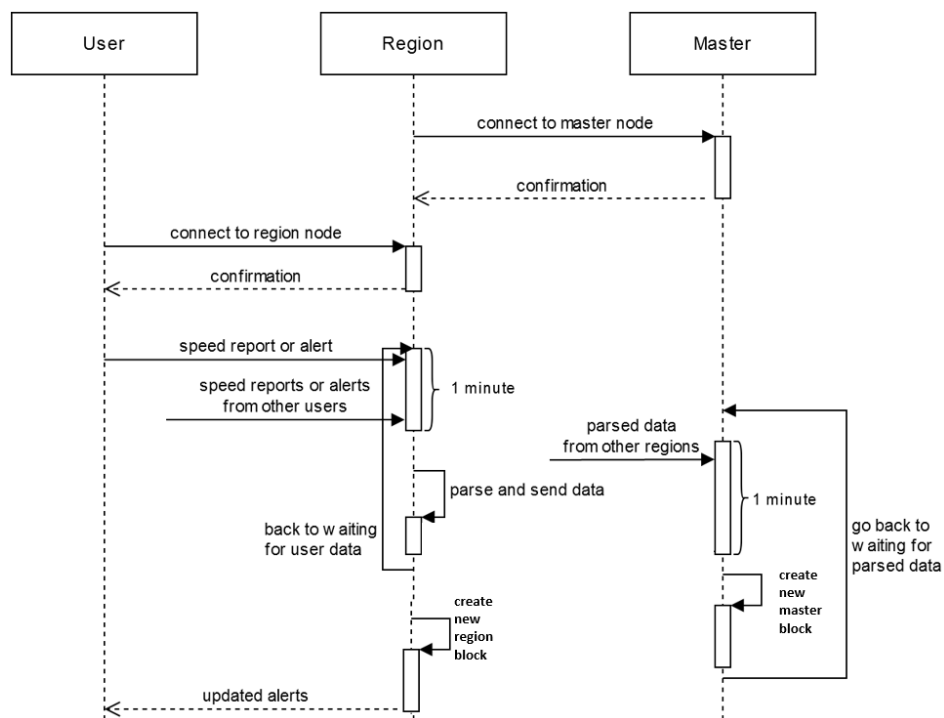 User
Region
Master
connect to master node
confirmation
connect to region node
confirmation
speed report or alert
1 minute
speed reports or alerts
from other users
parsed data
from other regions
parse and send data
1 minute
back to waiting
for user data
go back to
waiting for
parsed data
create
new
master
block
create
new
region
block
updated alerts